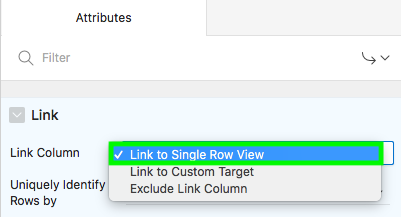 Attributes
Filter
Link
Link Column
✓ Link to Single Row View
Link to Custom Target
Exclude Link Column
Uniquely Identify
Rows by